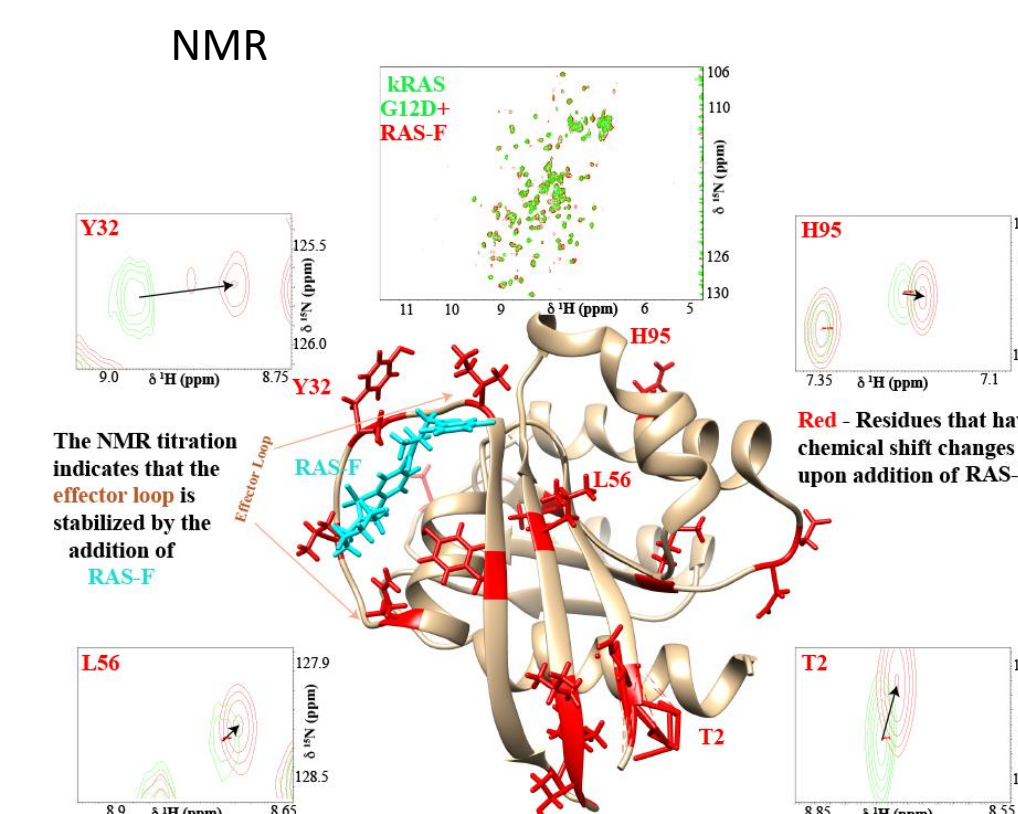 NMR
kRAS
G12D+
RAS-F
106
110
126
130
δ ¹⁵N (ppm)
11 10 9 δ ¹H (ppm) 6 5
Y32
125.5
126.0
δ ¹⁵N (ppm)
9.0 δ ¹H (ppm) 8.75
H95
7.35 δ ¹H (ppm) 7.1
H95
Y32
RAS-F
L56
T2
Effector Loop
The NMR titration
indicates that the
effector loop is
stabilized by the
addition of
RAS-F
Red - Residues that
chemical shift changes
upon addition of RAS-
L56
127.9
128.5
δ ¹⁵N (ppm)
8.9 δ ¹H (ppm) 8.65
T2
8.85 δ ¹H (ppm) 8.55